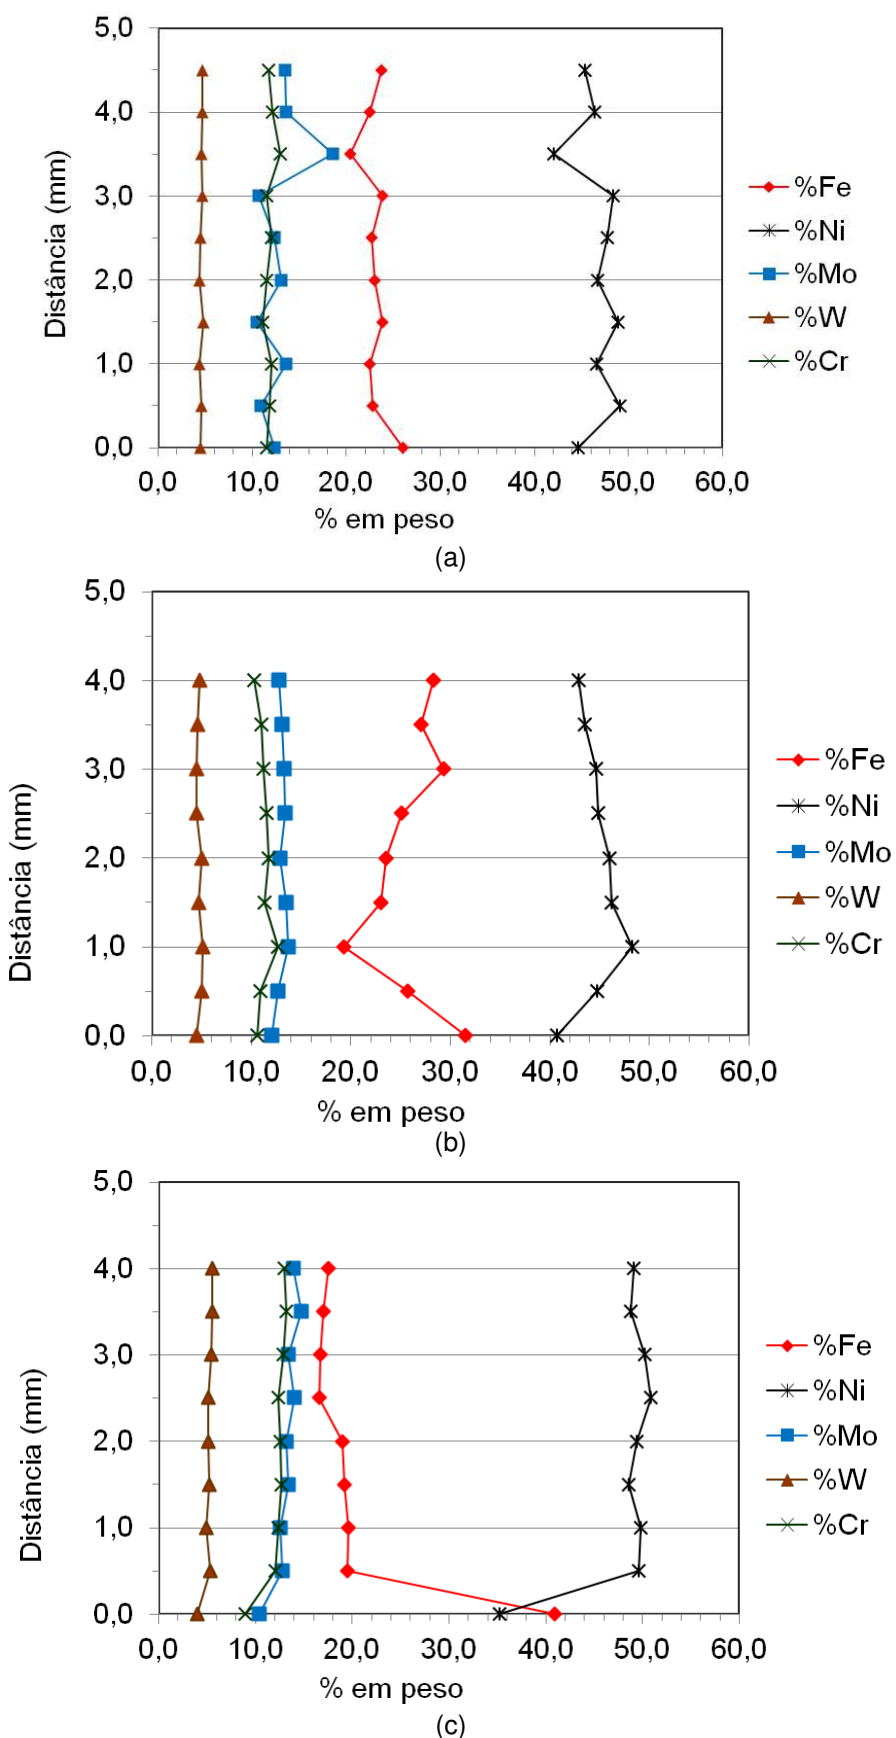 5,0
4,0
3,0
2,0
1,0
0,0
Distância (mm)
0,0 10,0 20,0 30,0 40,0 50,0 60,0
% em peso
%Fe
%Ni
%Mo
%W
%Cr
(a)
5,0
4,0
3,0
2,0
1,0
0,0
Distância (mm)
0,0 10,0 20,0 30,0 40,0 50,0 60,0
% em peso
%Fe
%Ni
%Mo
%W
%Cr
(b)
5,0
4,0
3,0
2,0
1,0
0,0
Distância (mm)
0,0 10,0 20,0 30,0 40,0 50,0 60,0
% em peso
%Fe
%Ni
%Mo
%W
%Cr
(c)